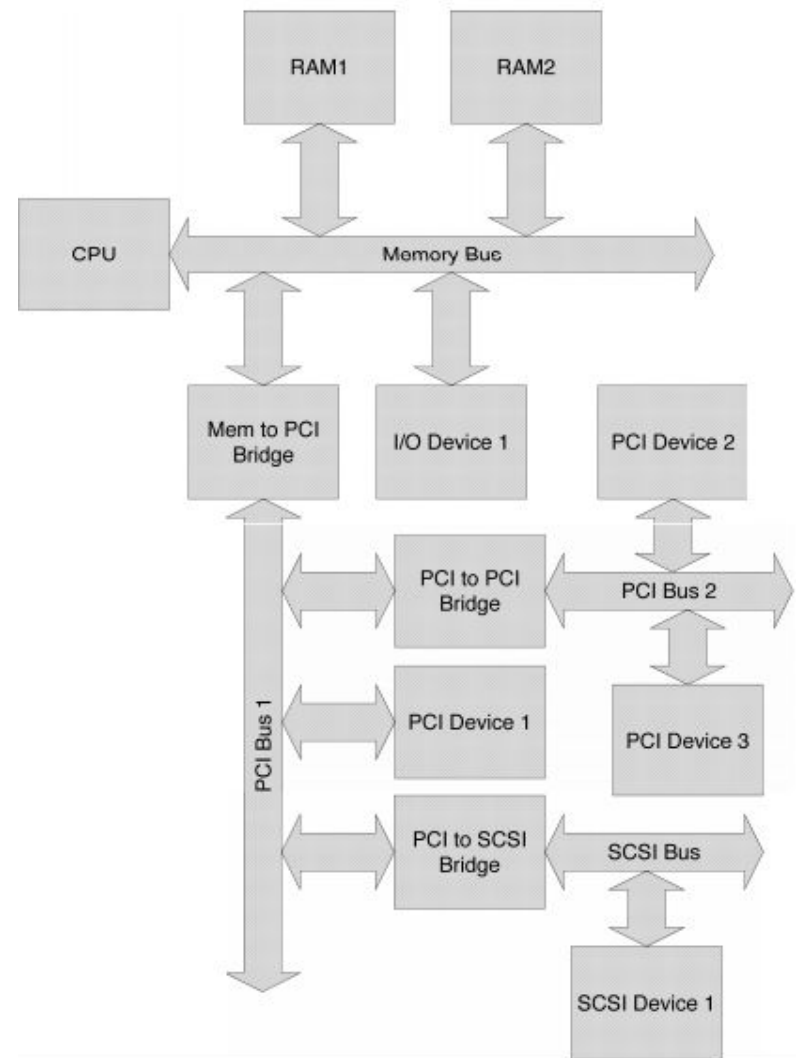 RAM1
RAM2
CPU
Memory Bus
Mem to PCI
Bridge
I/O Device 1
PCI Device 2
PCI to PCI
Bridge
PCI Bus 2
PCI Bus 1
PCI Device 1
PCI Device 3
PCI to SCSI
Bridge
SCSI Bus
SCSI Device 1